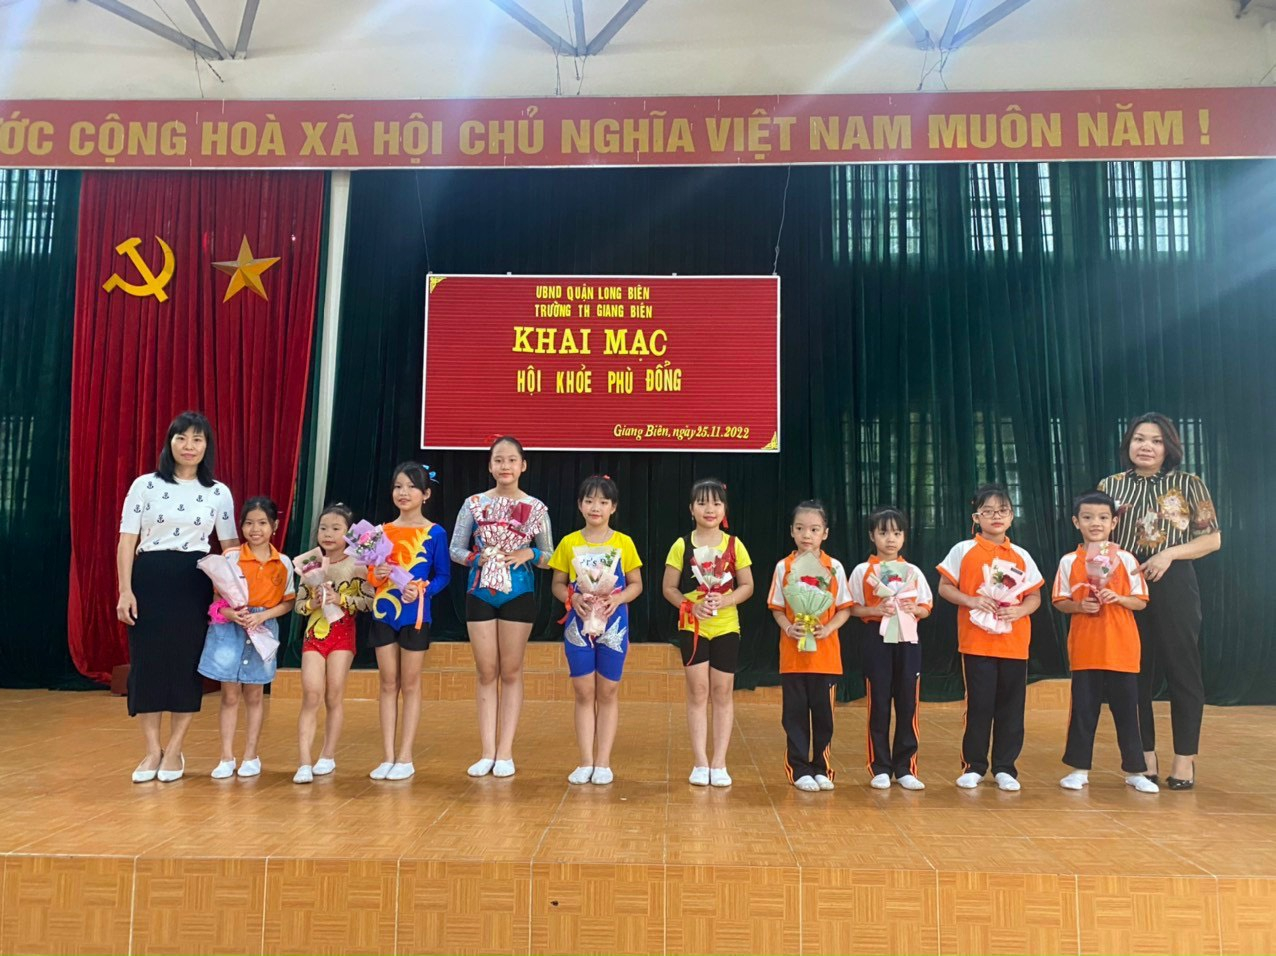 ƯỚC CỘNG HOÀ XÃ HỘI CHỦ NGHĨA VIỆT NAM MUÔN NĂM !
UBND QUẬN LONG BIÊN
TRƯỜNG TH GIANG BIÊN
KHAI MẠC
HỘI KHỎE PHÙ ĐỔNG
Giang Biên, ngày 25.11.2022